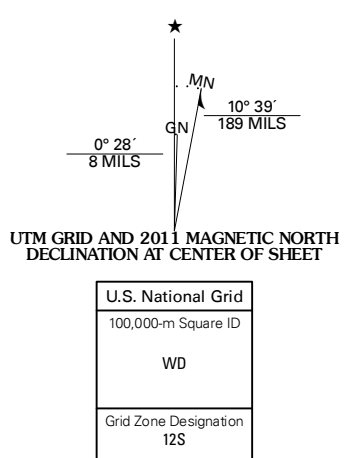 ★
MN
GN
10° 39´
189 MILS
0° 28´
8 MILS
UTM GRID AND 2011 MAGNETIC NORTH
DECLINATION AT CENTER OF SHEET
U.S. National Grid
100,000-m Square ID
WD
Grid Zone Designation
12S